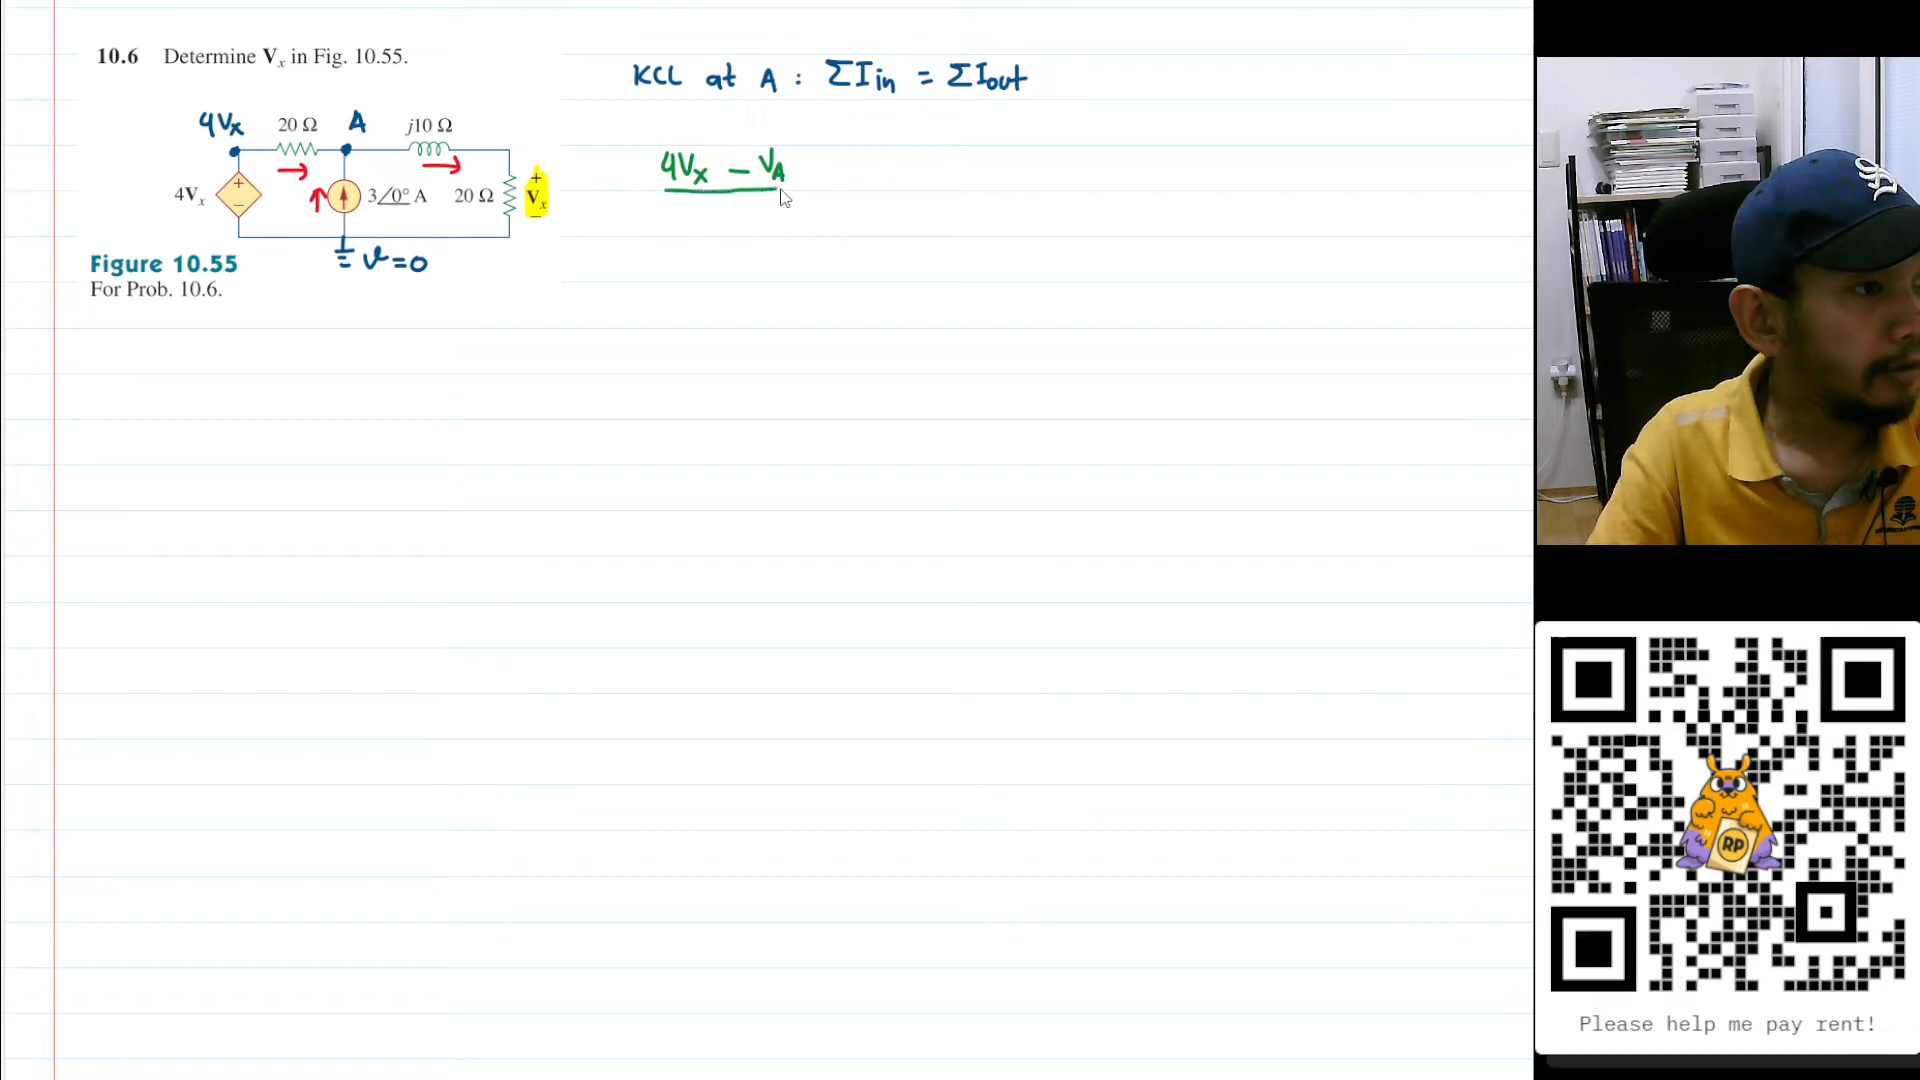 10.6 Determine Vx in Fig. 10.55.
KCL at A : ΣIin = ΣIout
4Vx 20 Ω A j10 Ω
4Vx − VA
+
4Vx + − 3∠0° A 20 Ω Vx
−
v = 0
Figure 10.55
For Prob. 10.6.
RP
Please help me pay rent!